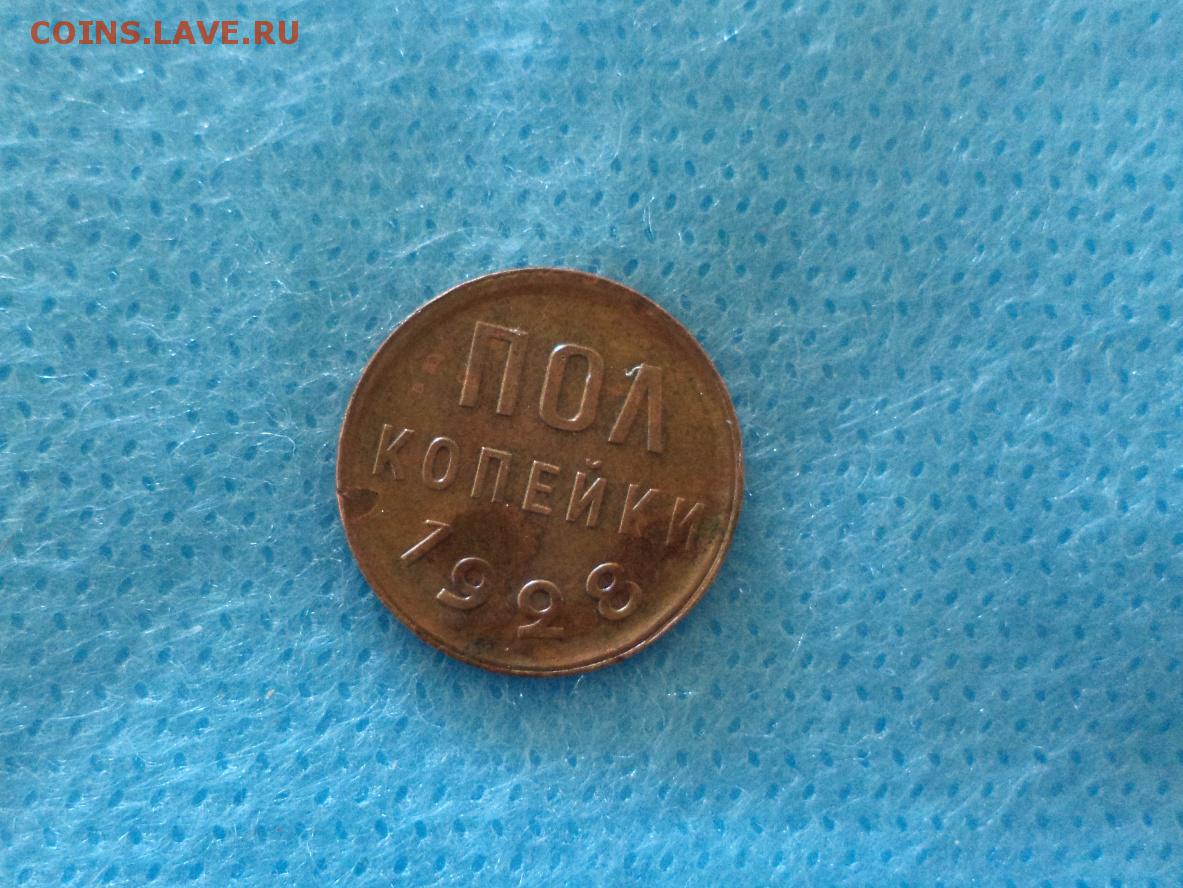 COINS.LAVE.RU
ПОЛ
КОПЕЙКИ
1928